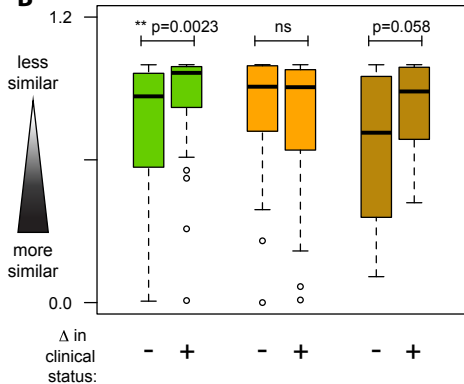 B
1.2
** p=0.0023 ns p=0.058
less
similar
more
similar
0.0
Δ in
clinical
status:
- + - + - +